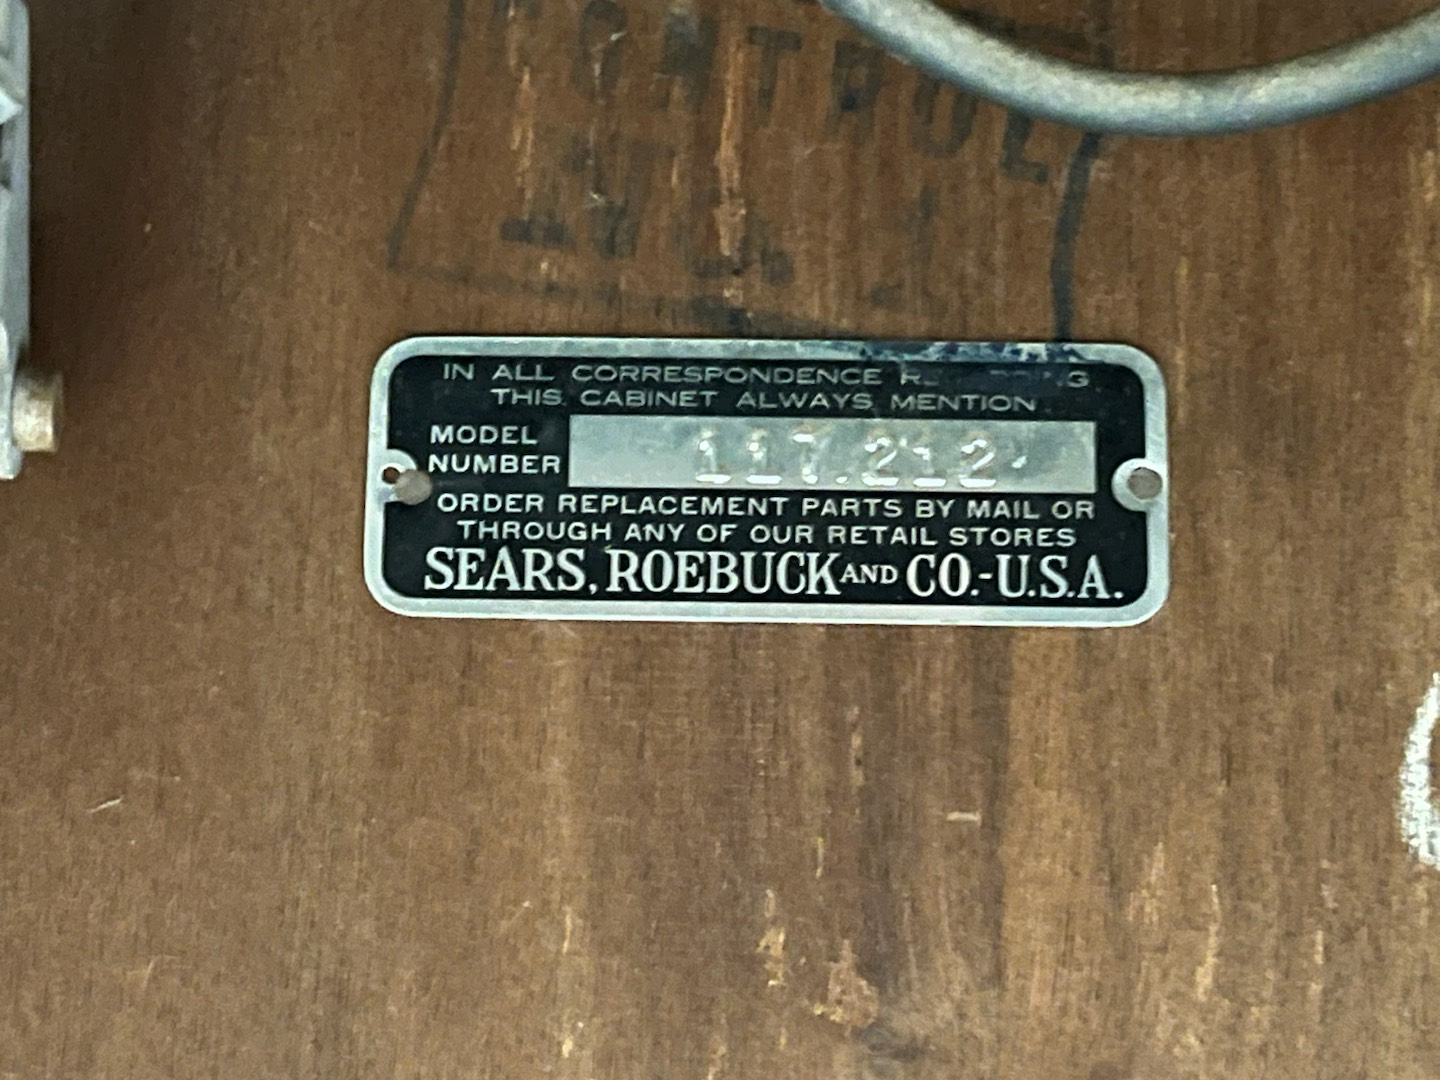 CONTROL
IN ALL CORRESPONDENCE
THIS CABINET ALWAYS MENTION
MODEL NUMBER 117.212
ORDER REPLACEMENT PARTS BY MAIL OR
THROUGH ANY OF OUR RETAIL STORES
SEARS, ROEBUCK AND CO.-U.S.A.